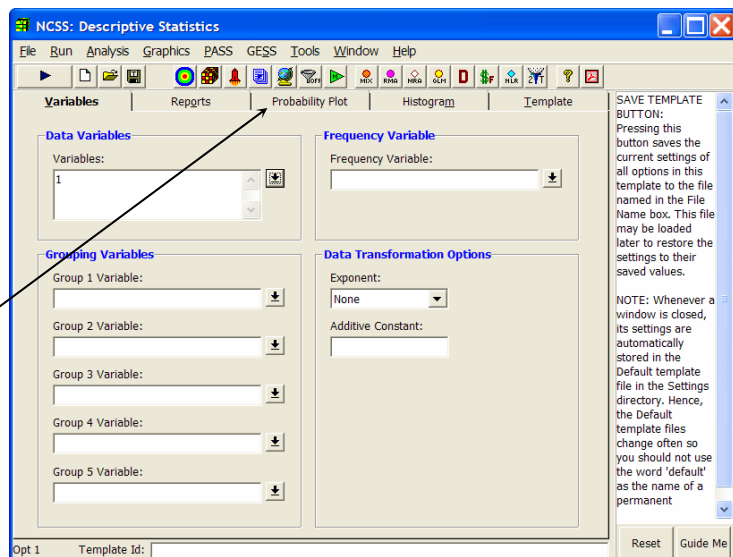 NCSS: Descriptive Statistics
File Run Analysis Graphics PASS GESS Tools Window Help
OFF MIX RMA MRA GLM D $F NLR 2YT ?
Variables Reports Probability Plot Histogram Template
Data Variables
Variables:
1
Frequency Variable
Frequency Variable:
Grouping Variables
Group 1 Variable:
Group 2 Variable:
Group 3 Variable:
Group 4 Variable:
Group 5 Variable:
Data Transformation Options
Exponent:
None
Additive Constant:
SAVE TEMPLATE
BUTTON:
Pressing this
button saves the
current settings of
all options in this
template to the file
named in the File
Name box. This file
may be loaded
later to restore the
settings to their
saved values.
NOTE: Whenever a
window is closed,
its settings are
automatically
stored in the
Default template
file in the Settings
directory. Hence,
the Default
template files
change often so
you should not use
the word 'default'
as the name of a
permanent
Opt 1 Template Id:
Reset Guide Me